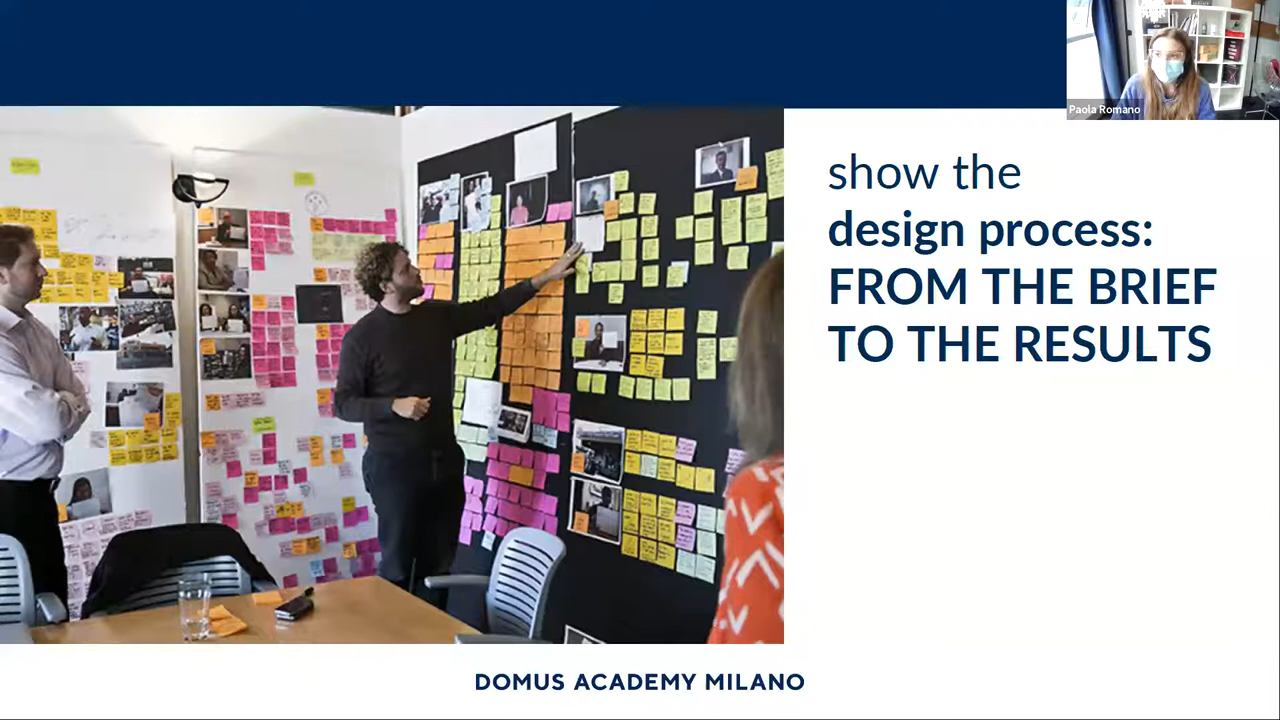 Paola Romano
show the
design process:
FROM THE BRIEF
TO THE RESULTS
DOMUS ACADEMY MILANO